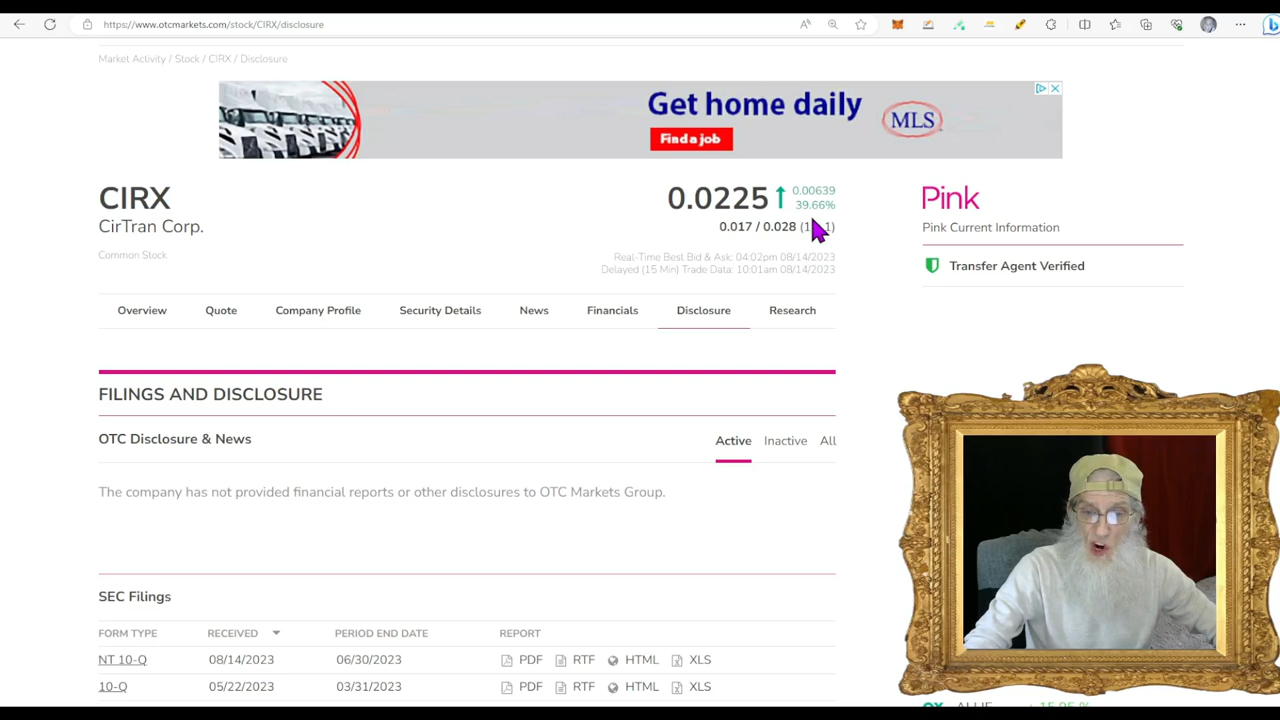 https://www.otcmarkets.com/stock/CIRX/disclosure
Market Activity / Stock / CIRX / Disclosure
Get home daily
Find a job
MLS
CIRX
CirTran Corp.
Common Stock
0.0225
0.00639
39.66%
0.017 / 0.028
Real-Time Best Bid & Ask: 04:02pm 08/14/2023
Delayed (15 Min) Trade Data: 10:01am 08/14/2023
Pink
Pink Current Information
Transfer Agent Verified
Overview Quote Company Profile Security Details News Financials Disclosure Research
FILINGS AND DISCLOSURE
OTC Disclosure & News
Active Inactive All
The company has not provided financial reports or other disclosures to OTC Markets Group.
SEC Filings
FORM TYPE RECEIVED PERIOD END DATE REPORT
NT 10-Q 08/14/2023 06/30/2023 PDF RTF HTML XLS
10-Q 05/22/2023 03/31/2023 PDF RTF HTML XLS